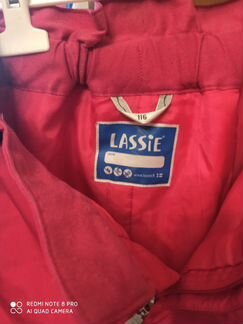 116
LASSIE
REDMI NOTE 8 PRO
AI QUAD CAMERA